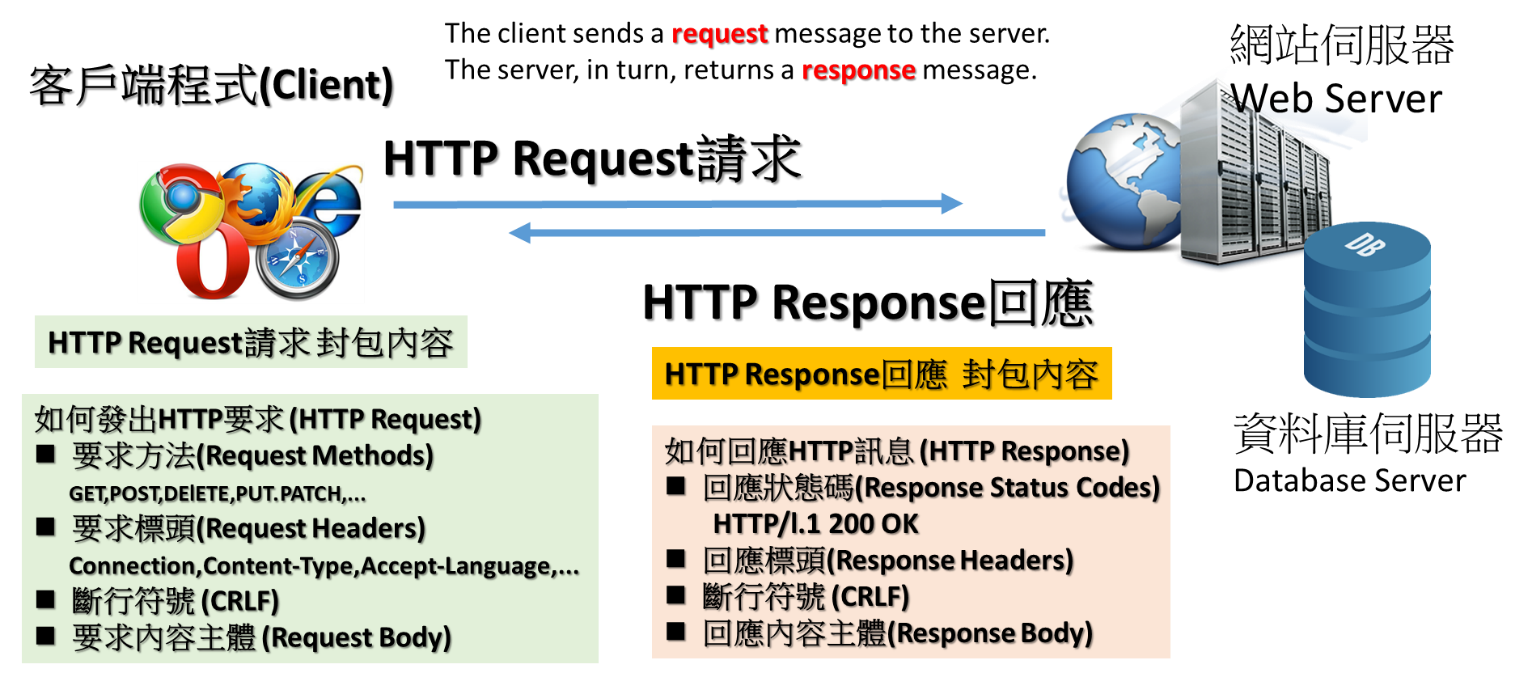 The client sends a request message to the server.
The server, in turn, returns a response message.
客戶端程式(Client)
網站伺服器
Web Server
HTTP Request請求
HTTP Response回應
DB
資料庫伺服器
Database Server
HTTP Request請求 封包內容
如何發出HTTP要求 (HTTP Request)
■ 要求方法(Request Methods)
GET,POST,DElETE,PUT.PATCH,...
■ 要求標頭(Request Headers)
Connection,Content-Type,Accept-Language,...
■ 斷行符號 (CRLF)
■ 要求內容主體 (Request Body)
HTTP Response回應 封包內容
如何回應HTTP訊息 (HTTP Response)
■ 回應狀態碼(Response Status Codes)
HTTP/l.1 200 OK
■ 回應標頭(Response Headers)
■ 斷行符號 (CRLF)
■ 回應內容主體(Response Body)